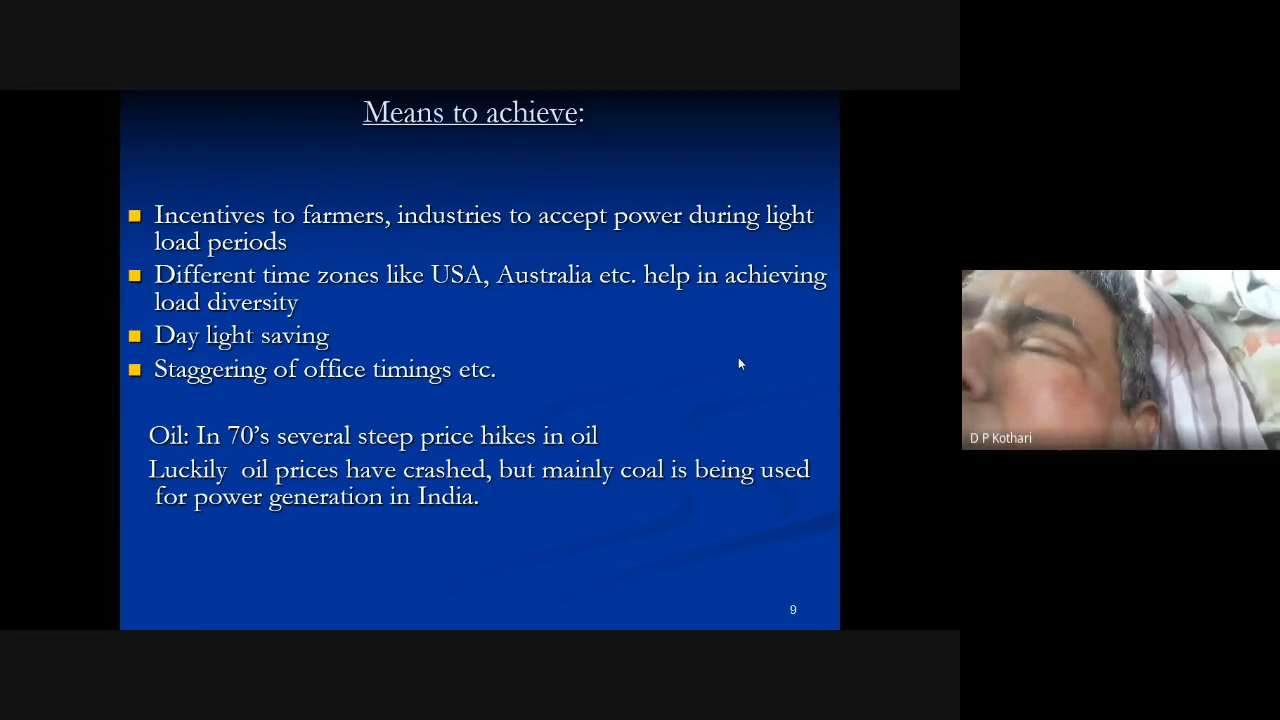 Means to achieve:
Incentives to farmers, industries to accept power during light
load periods
Different time zones like USA, Australia etc. help in achieving
load diversity
Day light saving
Staggering of office timings etc.
Oil: In 70’s several steep price hikes in oil
Luckily  oil prices have crashed, but mainly coal is being used
for power generation in India.
9
D P Kothari